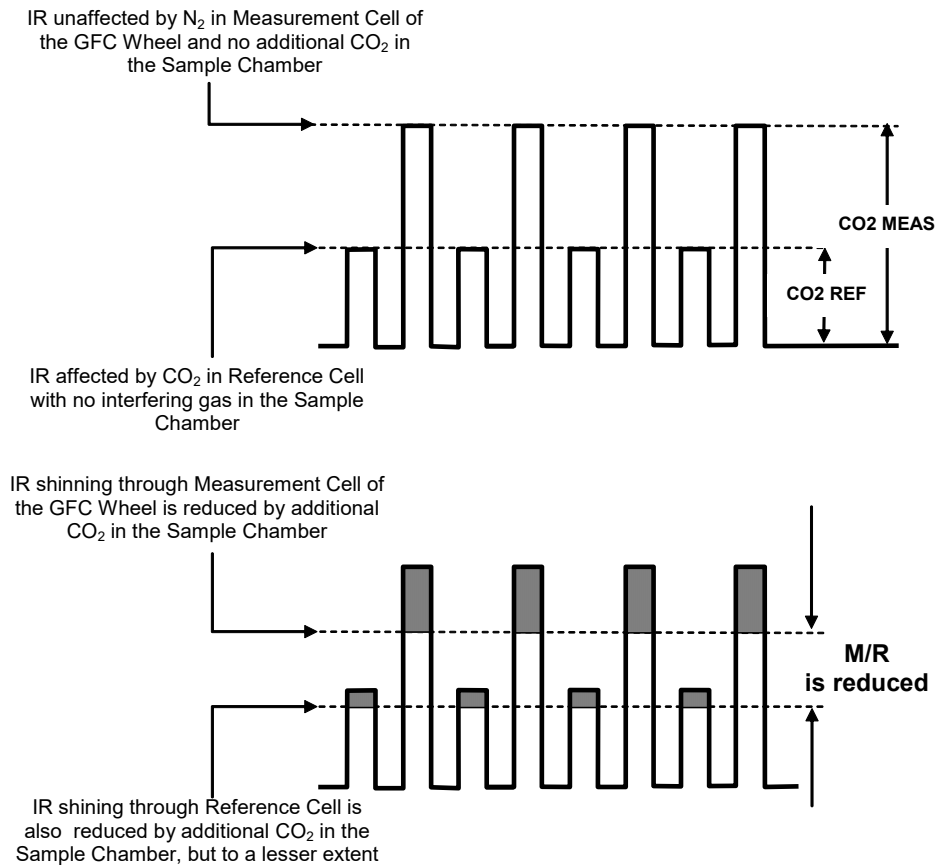 IR unaffected by N₂ in Measurement Cell of
the GFC Wheel and no additional CO₂ in
the Sample Chamber
CO2 MEAS
CO2 REF
IR affected by CO₂ in Reference Cell
with no interfering gas in the Sample
Chamber
IR shinning through Measurement Cell of
the GFC Wheel is reduced by additional
CO₂ in the Sample Chamber
M/R
is reduced
IR shining through Reference Cell is
also reduced by additional CO₂ in the
Sample Chamber, but to a lesser extent